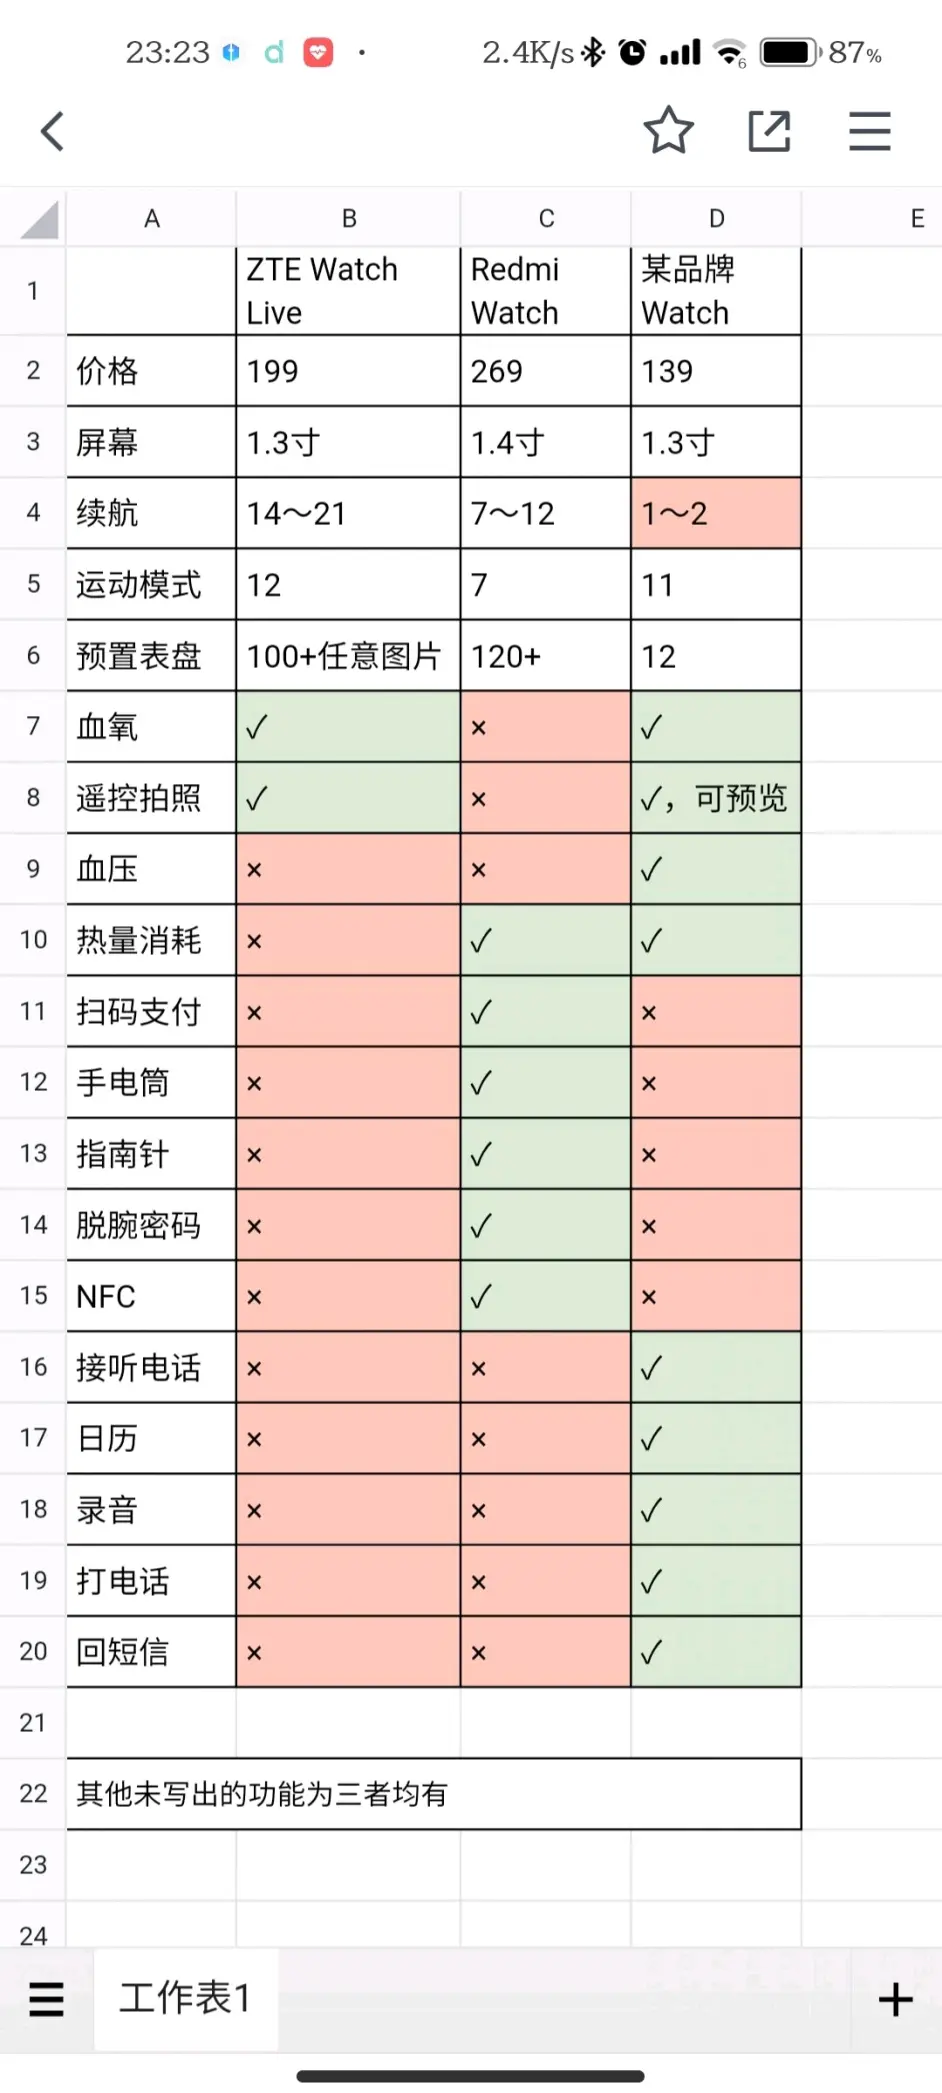 23:23 2.4K/s 6 87%
A B C D E
1 ZTE Watch Live Redmi Watch 某品牌 Watch
2 价格 199 269 139
3 屏幕 1.3寸 1.4寸 1.3寸
4 续航 14～21 7～12 1～2
5 运动模式 12 7 11
6 预置表盘 100+任意图片 120+ 12
7 血氧 ✓ × ✓
8 遥控拍照 ✓ × ✓，可预览
9 血压 × × ✓
10 热量消耗 × ✓ ✓
11 扫码支付 × ✓ ×
12 手电筒 × ✓ ×
13 指南针 × ✓ ×
14 脱腕密码 × ✓ ×
15 NFC × ✓ ×
16 接听电话 × × ✓
17 日历 × × ✓
18 录音 × × ✓
19 打电话 × × ✓
20 回短信 × × ✓
21
22 其他未写出的功能为三者均有
23
24
工作表1